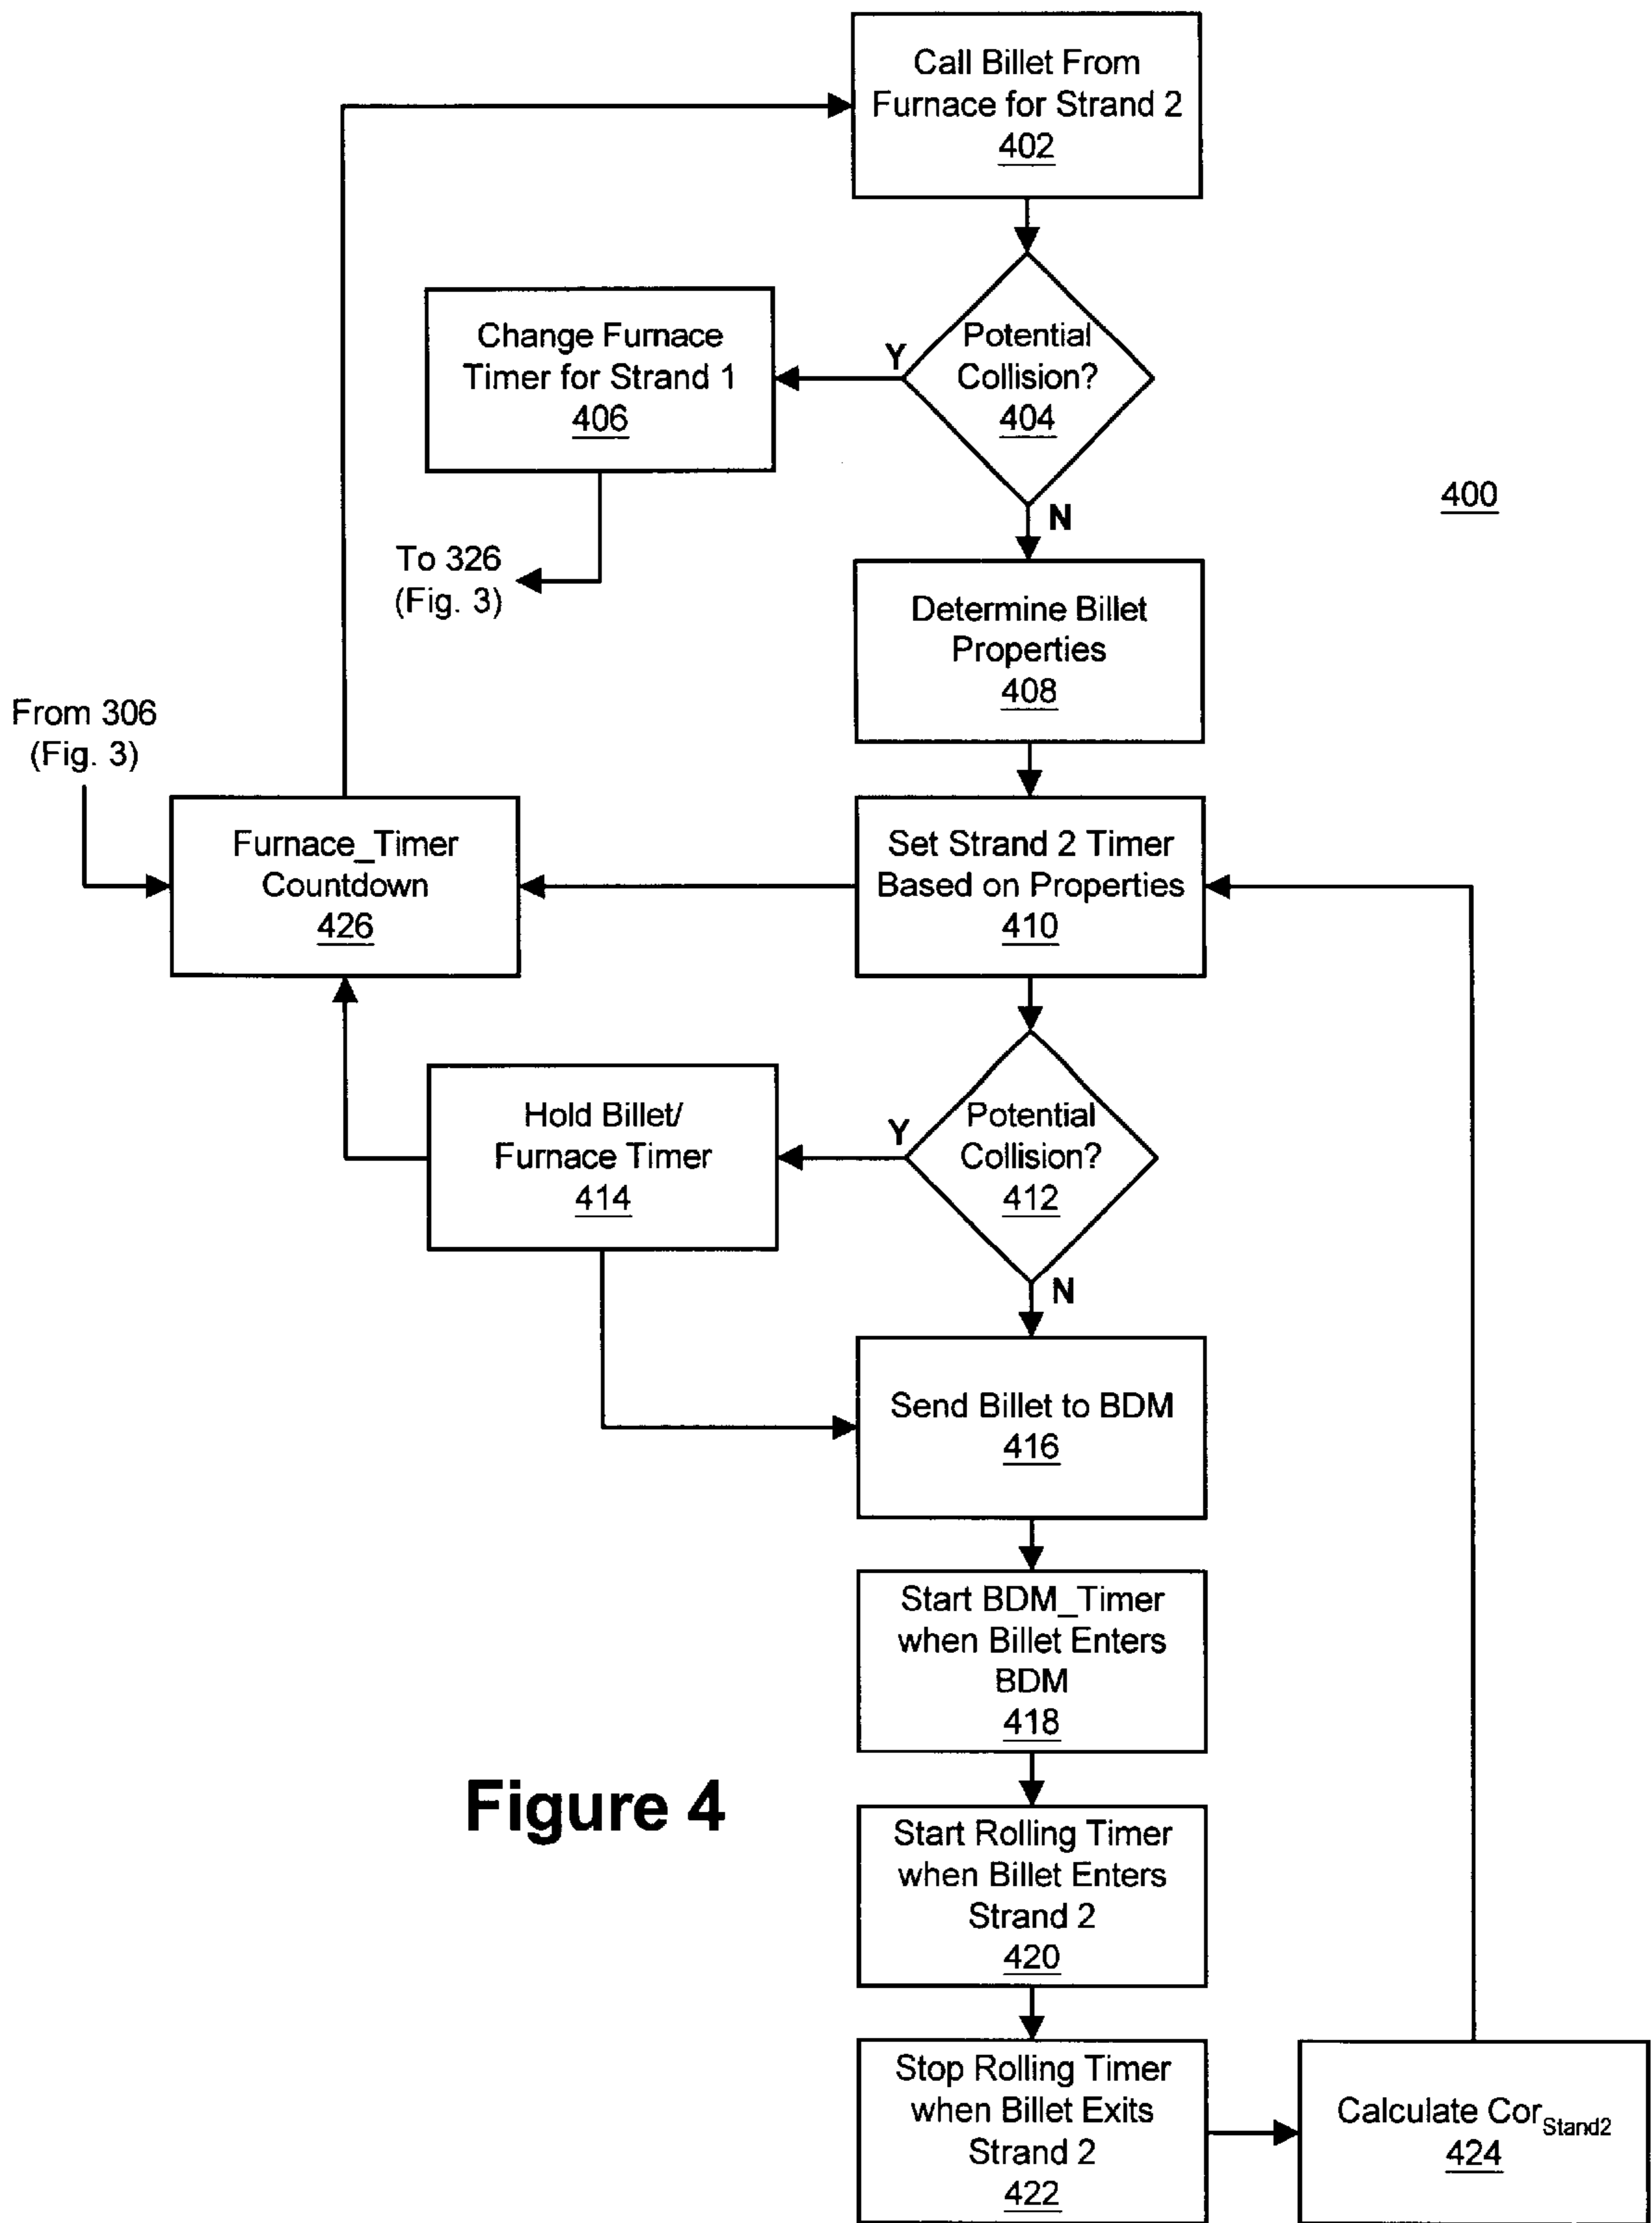 Call Billet From
Furnace for Strand 2
402
Potential
Collision?
404
Y
N
Change Furnace
Timer for Strand 1
406
To 326
(Fig. 3)
400
Determine Billet
Properties
408
From 306
(Fig. 3)
Furnace_Timer
Countdown
426
Set Strand 2 Timer
Based on Properties
410
Potential
Collision?
412
Y
N
Hold Billet/
Furnace Timer
414
Send Billet to BDM
416
Start BDM_Timer
when Billet Enters
BDM
418
Figure 4
Start Rolling Timer
when Billet Enters
Strand 2
420
Stop Rolling Timer
when Billet Exits
Strand 2
422
Calculate Cor Stand2
424